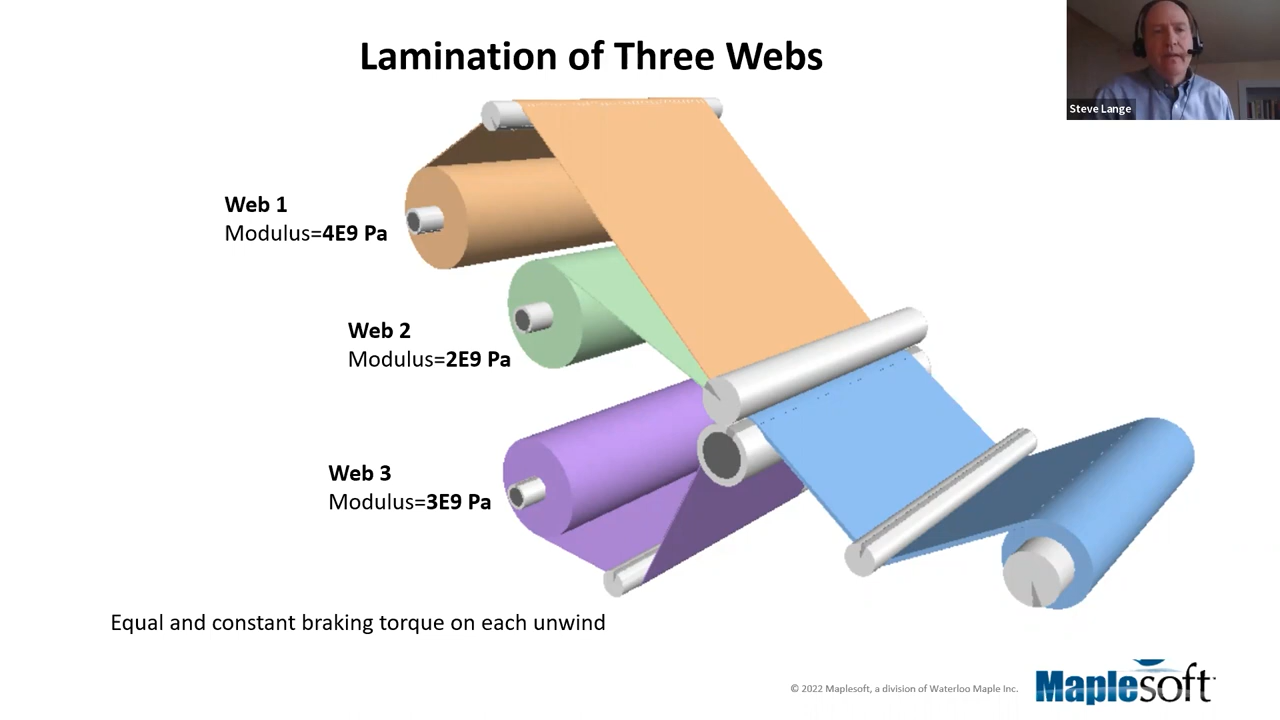 Lamination of Three Webs
Steve Lange
Web 1
Modulus=4E9 Pa
Web 2
Modulus=2E9 Pa
Web 3
Modulus=3E9 Pa
Equal and constant braking torque on each unwind
© 2022 Maplesoft, a division of Waterloo Maple Inc.
Maplesoft